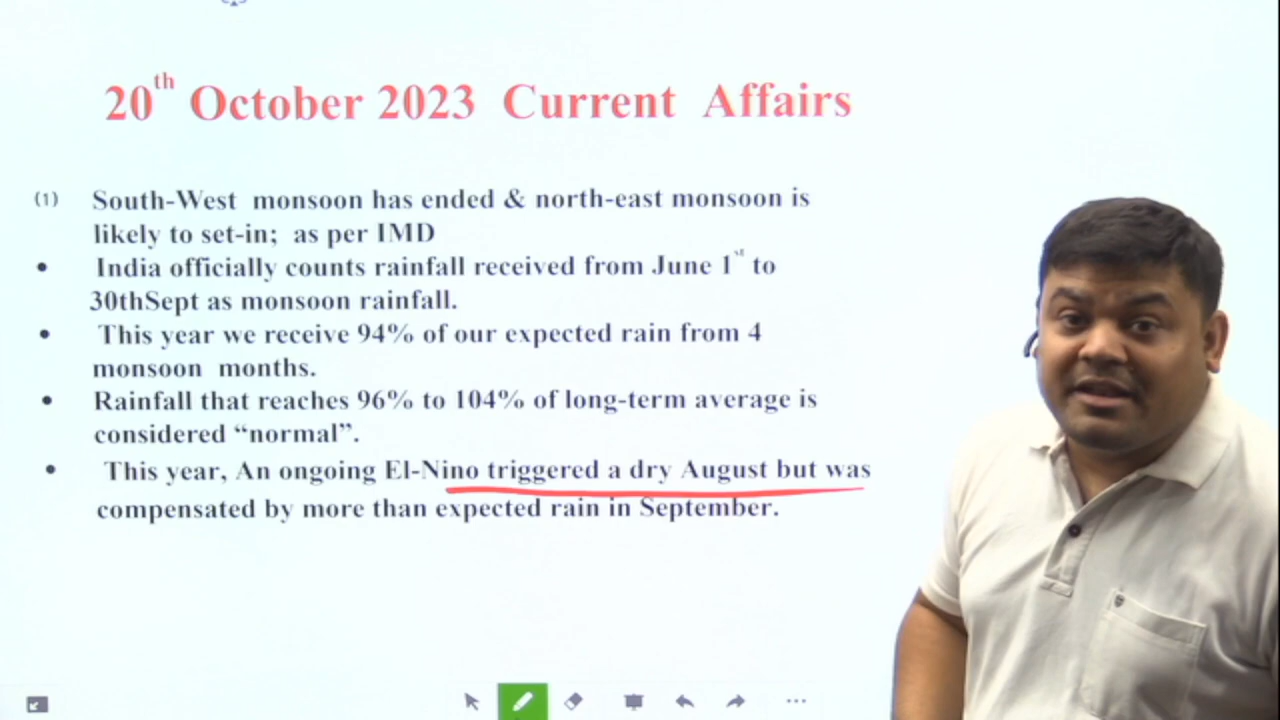 20th October 2023 Current Affairs
(1) South-West monsoon has ended & north-east monsoon is
likely to set-in; as per IMD
• India officially counts rainfall received from June 1st to
30thSept as monsoon rainfall.
• This year we receive 94% of our expected rain from 4
monsoon months.
• Rainfall that reaches 96% to 104% of long-term average is
considered “normal”.
• This year, An ongoing El-Nino triggered a dry August but was
compensated by more than expected rain in September.